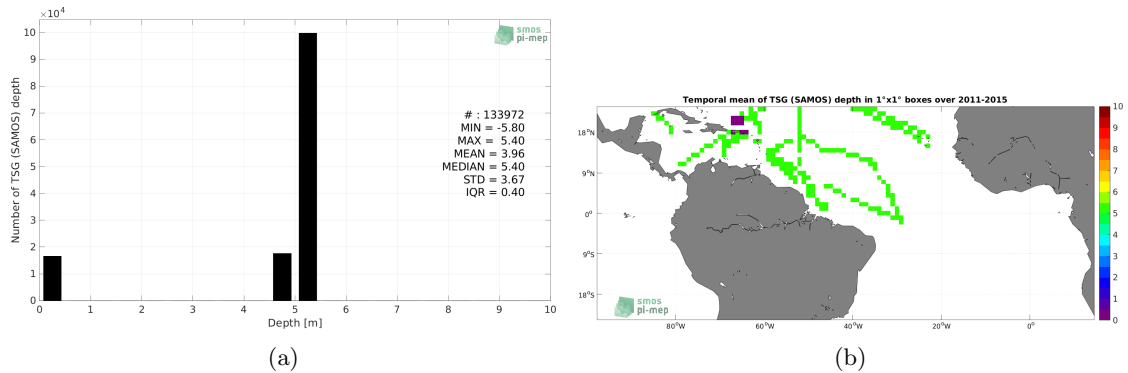 ×10⁴
10
9
8
7
6
5
4
3
2
1
0
Number of TSG (SAMOS) depth
smos
pi-mep
# : 133972
MIN = -5.80
MAX = 5.40
MEAN = 3.96
MEDIAN = 5.40
STD = 3.67
IQR = 0.40
0 1 2 3 4 5 6 7 8 9 10
Depth [m]
(a)
Temporal mean of TSG (SAMOS) depth in 1°x1° boxes over 2011-2015
18°N
9°N
0°
9°S
18°S
80°W 60°W 40°W 20°W 0°
smos
pi-mep
10
9
8
7
6
5
4
3
2
1
0
(b)